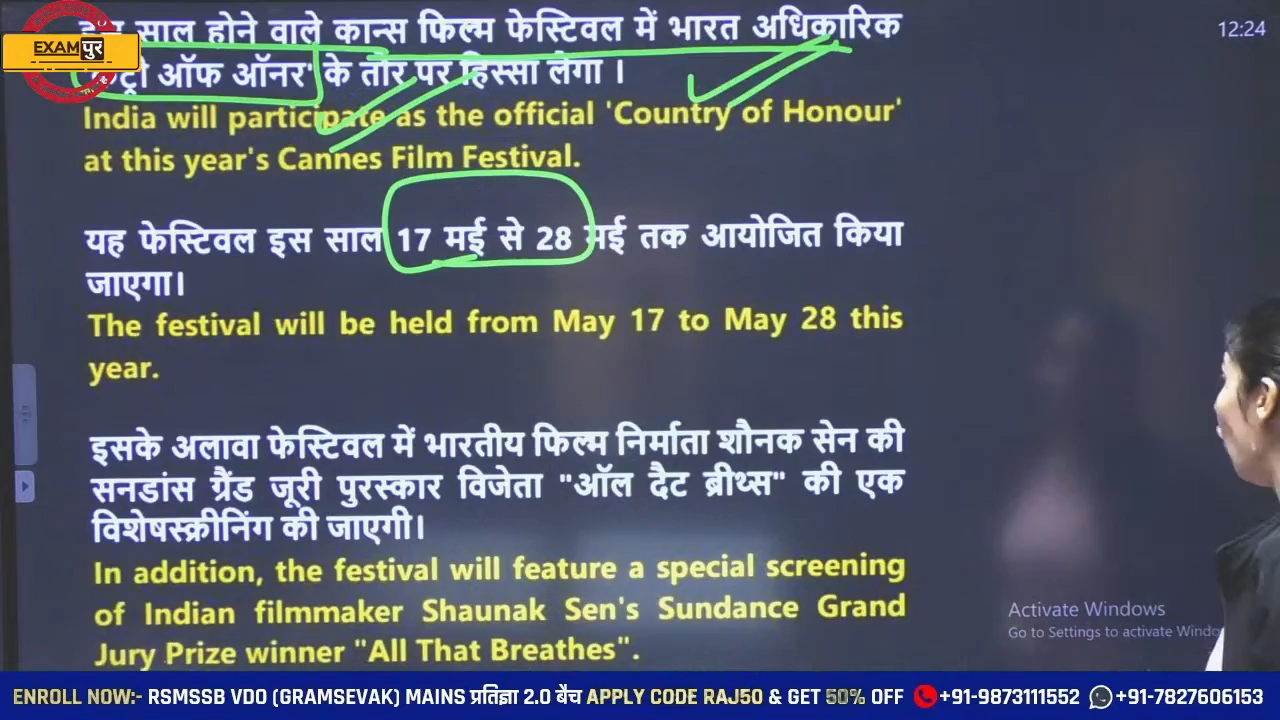 साल होने वाले कान्स फिल्म फेस्टिवल में भारत अधिकारिक
12:24
EXAMपुर
ऑफ ऑनर' के तौर पर हिस्सा लेगा ।
India will participate as the official 'Country of Honour'
at this year's Cannes Film Festival.
यह फेस्टिवल इस साल 17 मई से 28 मई तक आयोजित किया
जाएगा।
The festival will be held from May 17 to May 28 this
year.
इसके अलावा फेस्टिवल में भारतीय फिल्म निर्माता शौनक सेन की
सनडांस ग्रैंड जूरी पुरस्कार विजेता "ऑल दैट ब्रीथ्स" की एक
विशेषस्क्रीनिंग की जाएगी।
In addition, the festival will feature a special screening
of Indian filmmaker Shaunak Sen's Sundance Grand
Jury Prize winner "All That Breathes".
Activate Windows
Go to Settings to activate Windo
ENROLL NOW:- RSMSSB VDO (GRAMSEVAK) MAINS प्रतिज्ञा 2.0 बैच APPLY CODE RAJ50 & GET 50% OFF +91-9873111552 +91-7827606153